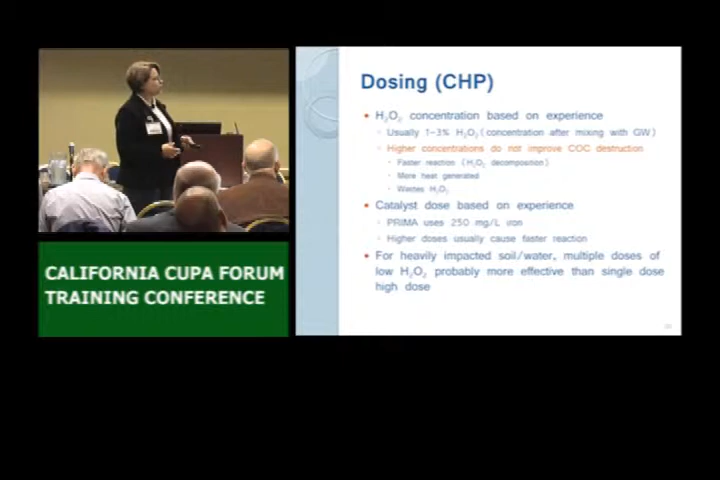 Dosing (CHP)
H2O2 concentration based on experience
Usually 1-3% H2O2 (concentration after mixing with GW)
Higher concentrations do not improve COC destruction
Faster reaction (H2O2 decomposition)
More heat generated
Wastes H2O2
Catalyst dose based on experience
PRIMA uses 250 mg/L iron
Higher doses usually cause faster reaction
For heavily impacted soil/water, multiple doses of
low H2O2 probably more effective than single dose
high dose
CALIFORNIA CUPA FORUM
TRAINING CONFERENCE